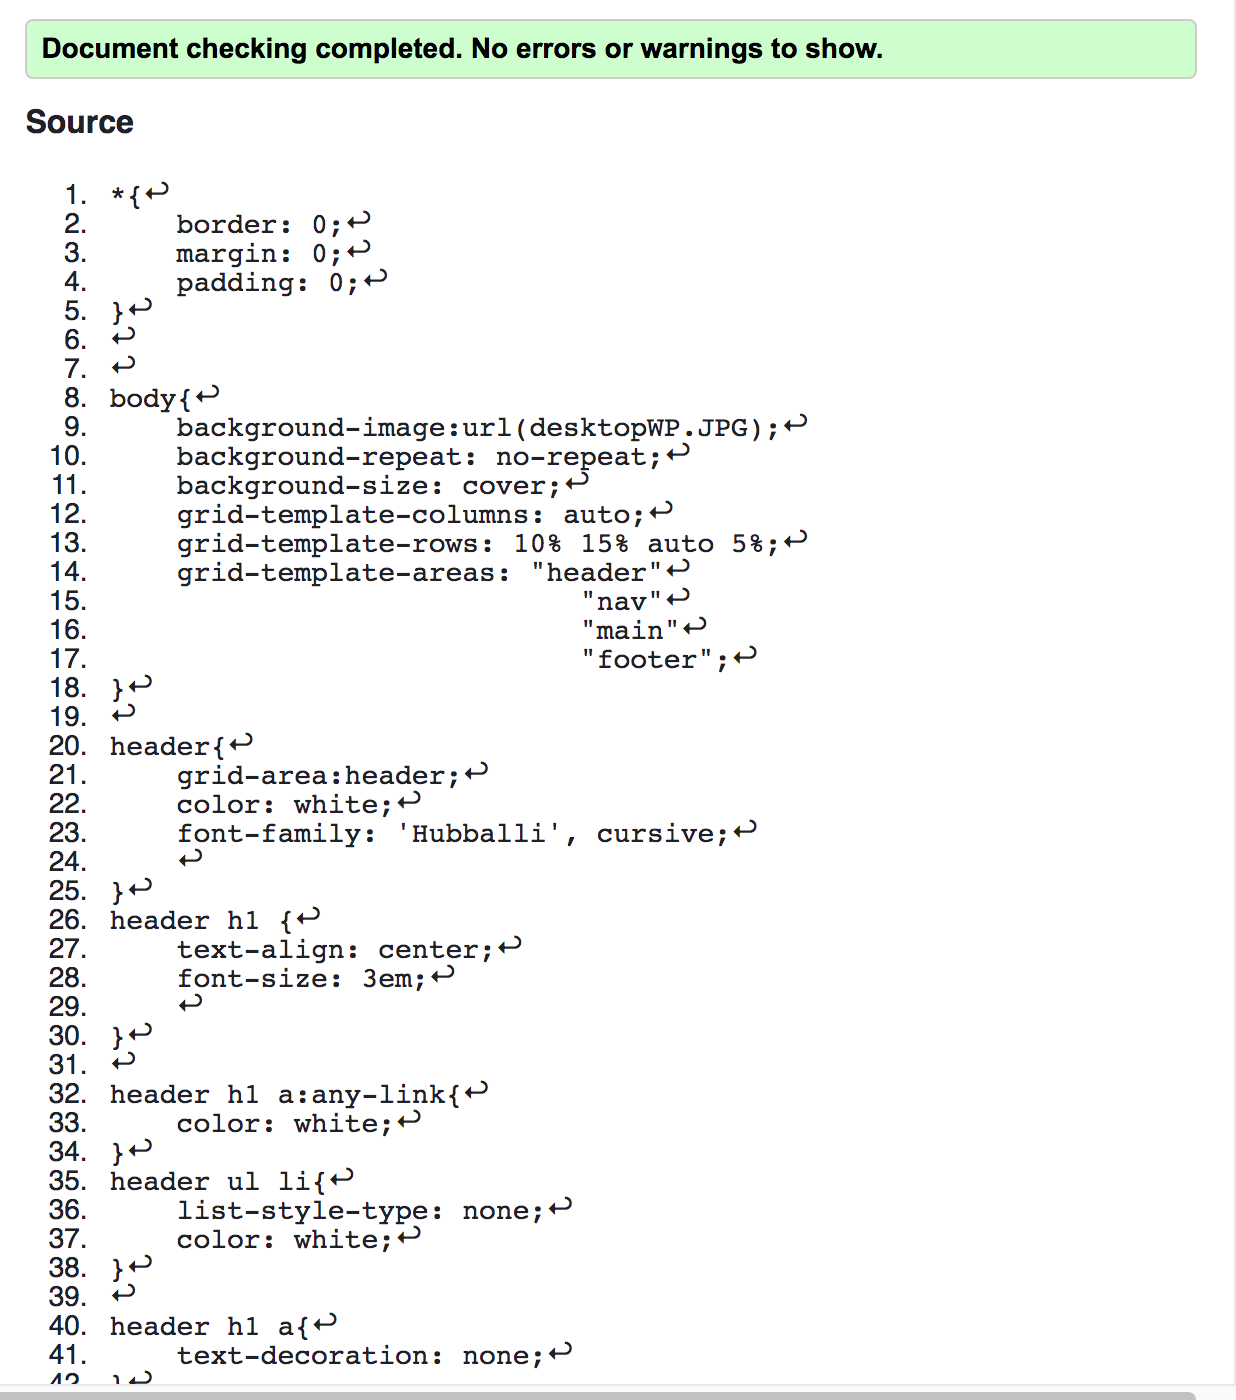 Document checking completed. No errors or warnings to show.
Source
1. *{↩
2. border: 0;↩
3. margin: 0;↩
4. padding: 0;↩
5. }↩
6. ↩
7. ↩
8. body{↩
9. background-image:url(desktopWP.JPG);↩
10. background-repeat: no-repeat;↩
11. background-size: cover;↩
12. grid-template-columns: auto;↩
13. grid-template-rows: 10% 15% auto 5%;↩
14. grid-template-areas: "header"↩
15. "nav"↩
16. "main"↩
17. "footer";↩
18. }↩
19. ↩
20. header{↩
21. grid-area:header;↩
22. color: white;↩
23. font-family: 'Hubballi', cursive;↩
24. ↩
25. }↩
26. header h1 {↩
27. text-align: center;↩
28. font-size: 3em;↩
29. ↩
30. }↩
31. ↩
32. header h1 a:any-link{↩
33. color: white;↩
34. }↩
35. header ul li{↩
36. list-style-type: none;↩
37. color: white;↩
38. }↩
39. ↩
40. header h1 a{↩
41. text-decoration: none;↩
42. }↩